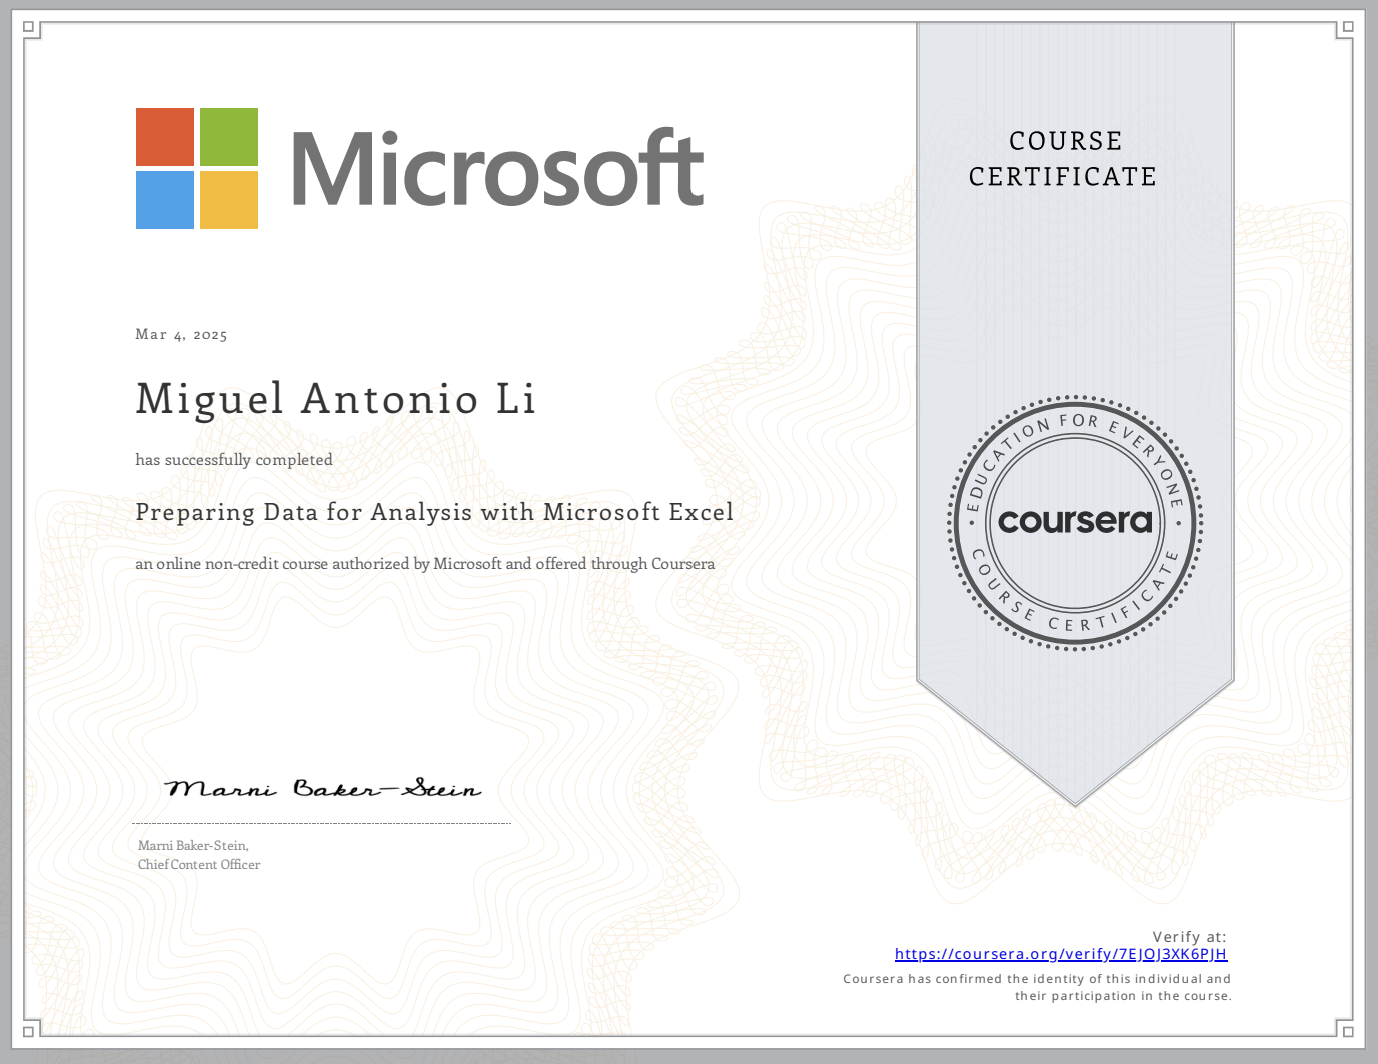 Microsoft
COURSE
CERTIFICATE
Mar 4, 2025
Miguel Antonio Li
has successfully completed
Preparing Data for Analysis with Microsoft Excel
an online non-credit course authorized by Microsoft and offered through Coursera
EDUCATION FOR EVERYONE
coursera
COURSE CERTIFICATE
Marni Baker-Stein
Marni Baker-Stein,
Chief Content Officer
Verify at:
https://coursera.org/verify/7EJOJ3XK6PJH
Coursera has confirmed the identity of this individual and
their participation in the course.